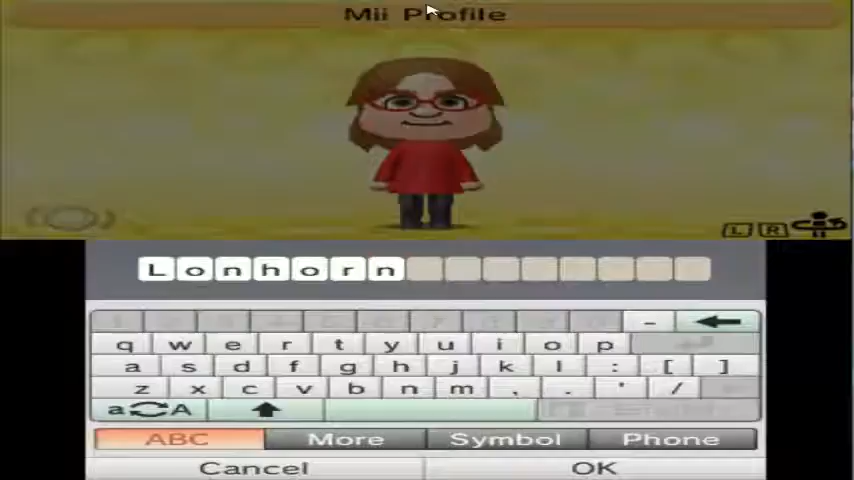 Mii Profile
L R
Lonhorn
- ←
q w e r t y u i o p
a s d f g h j k l : [ ]
z x c v b n m , . ' /
a A
ABC More Symbol Phone
Cancel OK